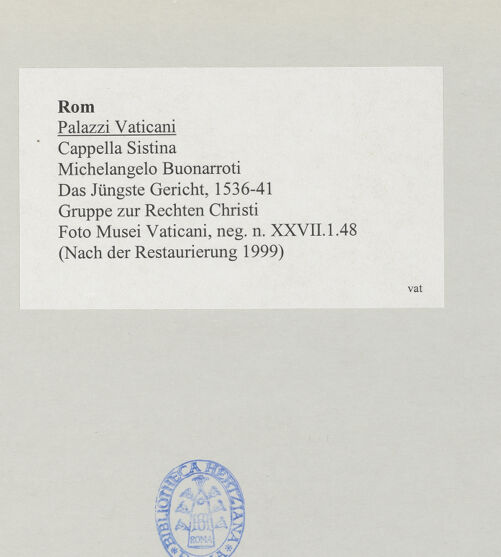 Rom
Palazzi Vaticani
Cappella Sistina
Michelangelo Buonarroti
Das Jüngste Gericht, 1536-41
Gruppe zur Rechten Christi
Foto Musei Vaticani, neg. n. XXVII.1.48
(Nach der Restaurierung 1999)
vat
BIBLIOTHECA HERTZIANA
ROMA